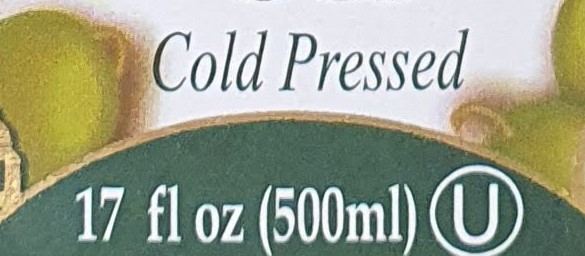 Cold Pressed
17 fl oz (500ml) U